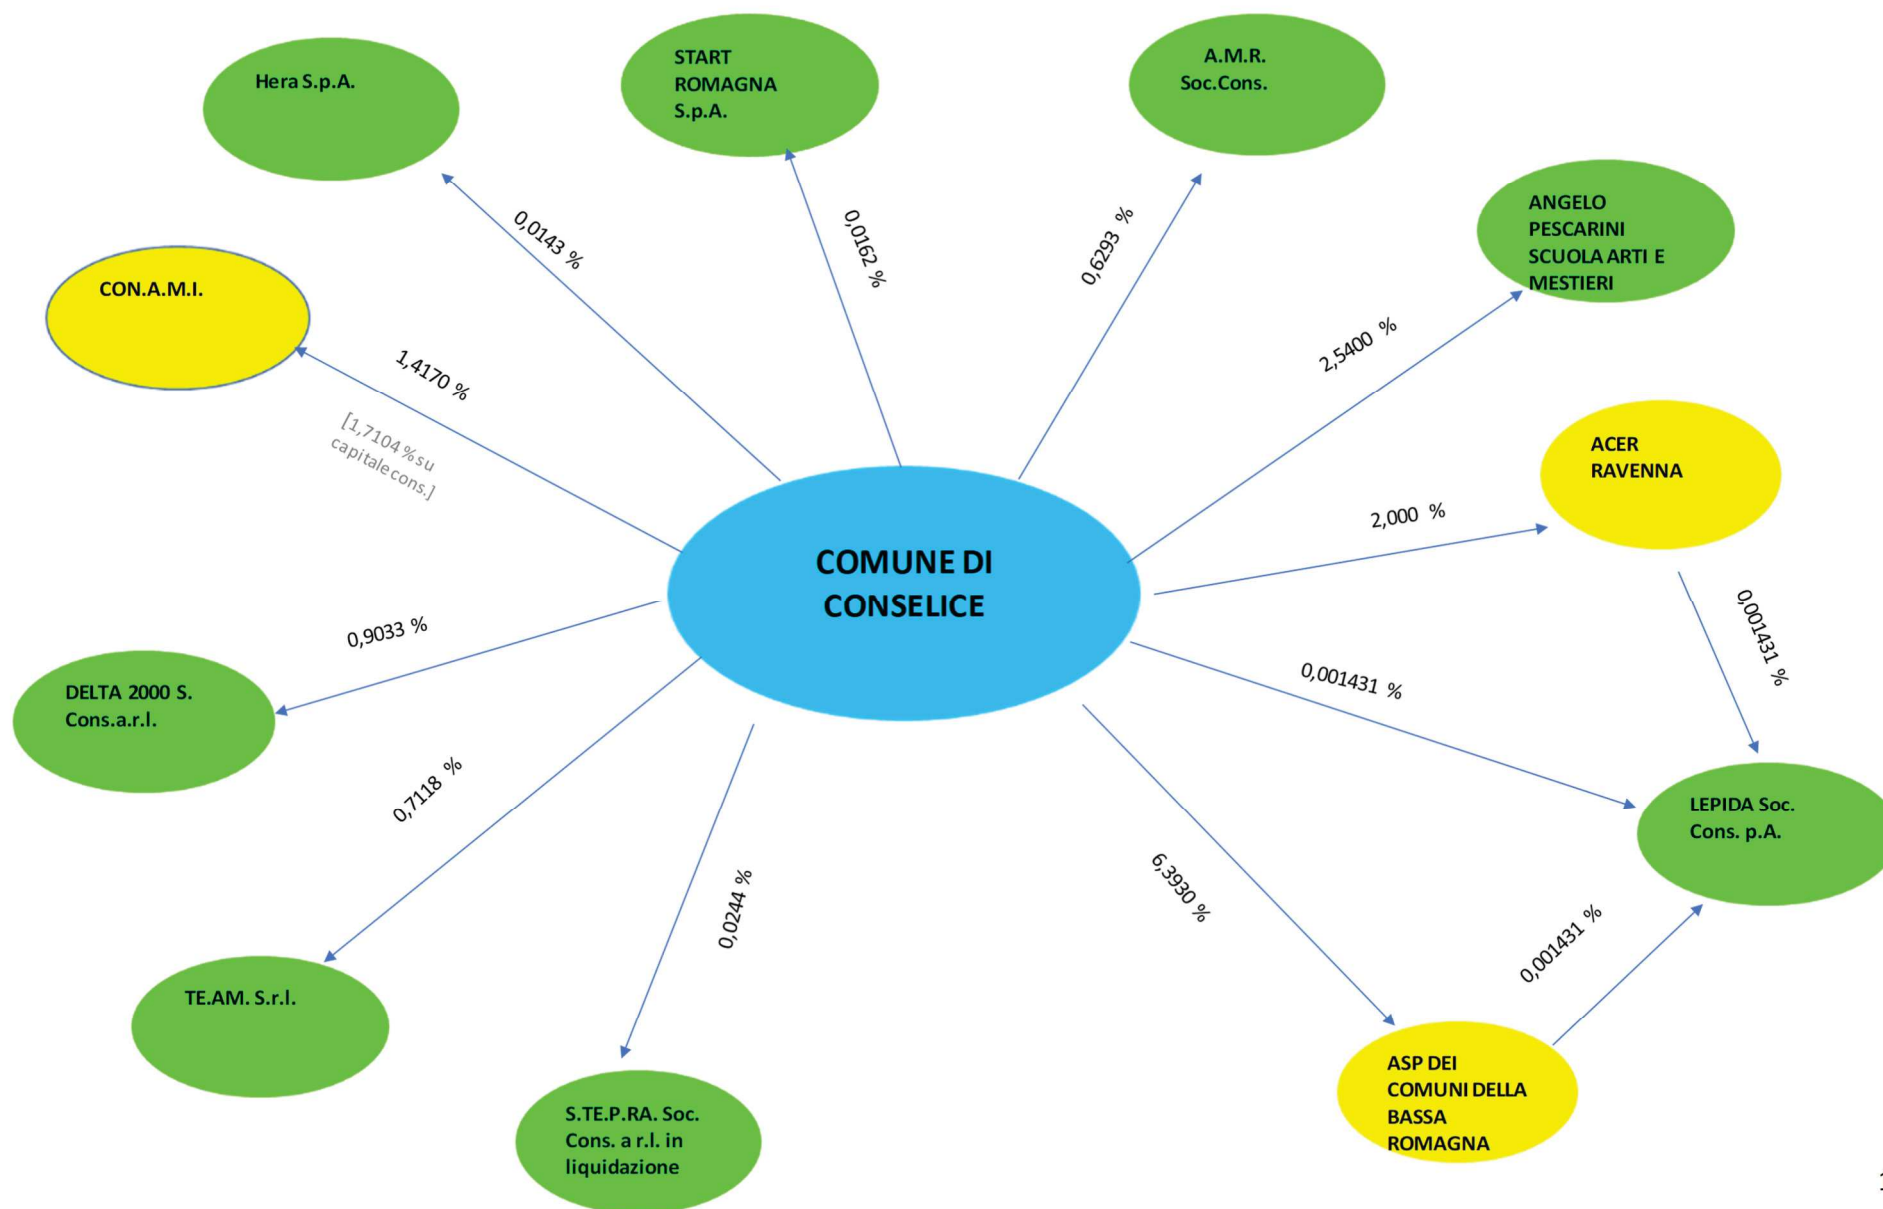 Hera S.p.A.
START
ROMAGNA
S.p.A.
A.M.R.
Soc.Cons.
ANGELO
PESCARINI
SCUOLA ARTI E
MESTIERI
CON.A.M.I.
0,0143 %
0,0162 %
0,6293 %
2,5400 %
1,4170 %
[1,7104 % su
capitale cons.]
ACER
RAVENNA
2,000 %
COMUNE DI
CONSELICE
0,001431 %
0,9033 %
0,001431 %
DELTA 2000 S.
Cons.a.r.l.
0,7118 %
LEPIDA Soc.
Cons. p.A.
0,0244 %
6,3930 %
0,001431 %
TE.AM. S.r.l.
S.TE.P.RA. Soc.
Cons. a r.l. in
liquidazione
ASP DEI
COMUNI DELLA
BASSA
ROMAGNA